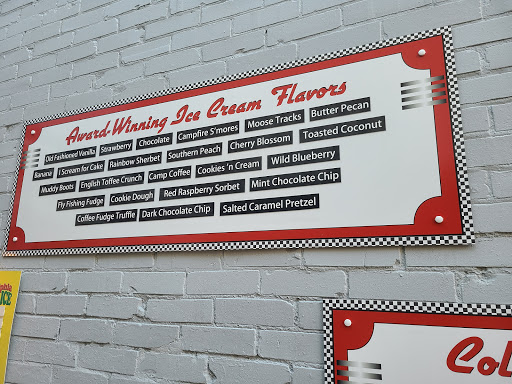 Award-Winning Ice Cream Flavors
Old Fashioned Vanilla Strawberry Chocolate Campfire S'mores Moose Tracks Butter Pecan
Banana I Scream for Cake Rainbow Sherbet Southern Peach Cherry Blossom Toasted Coconut
Muddy Boots English Toffee Crunch Camp Coffee Cookies 'n Cream Wild Blueberry
Fly Fishing Fudge Cookie Dough Red Raspberry Sorbet Mint Chocolate Chip
Coffee Fudge Truffle Dark Chocolate Chip Salted Caramel Pretzel
ICE
Col